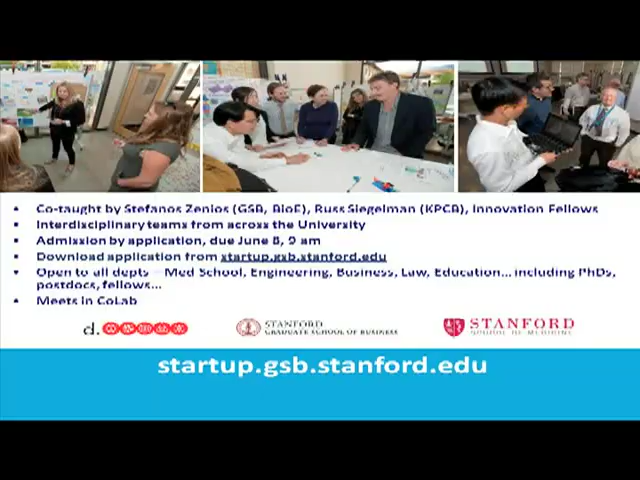 • Co-taught by Stefanos Zenios (GSB, BioE), Russ Siegelman (KPCB), Innovation Fellows
• Interdisciplinary teams from across the University
• Admission by application, due June 8, 9 am
• Download application from startup.gsb.stanford.edu
• Open to all depts – Med School, Engineering, Business, Law, Education... including PhDs,
postdocs, fellows...
• Meets in CoLab
d.
STANFORD
GRADUATE SCHOOL OF BUSINESS
STANFORD
SCHOOL OF MEDICINE
startup.gsb.stanford.edu